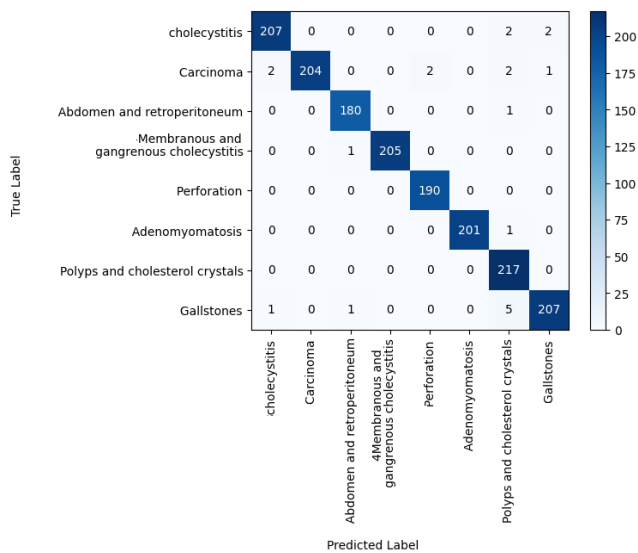 cholecystitis 207 0 0 0 0 0 2 2
Carcinoma 2 204 0 0 2 0 2 1
Abdomen and retroperitoneum 0 0 180 0 0 0 1 0
·Membranous and
gangrenous cholecystitis 0 0 1 205 0 0 0 0
Perforation 0 0 0 0 190 0 0 0
Adenomyomatosis 0 0 0 0 0 201 1 0
Polyps and cholesterol crystals 0 0 0 0 0 0 217 0
Gallstones 1 0 1 0 0 0 5 207
True Label
cholecystitis
Carcinoma
Abdomen and retroperitoneum
4Membranous and
gangrenous cholecystitis
Perforation
Adenomyomatosis
Polyps and cholesterol crystals
Gallstones
Predicted Label
200
175
150
125
100
75
50
25
0